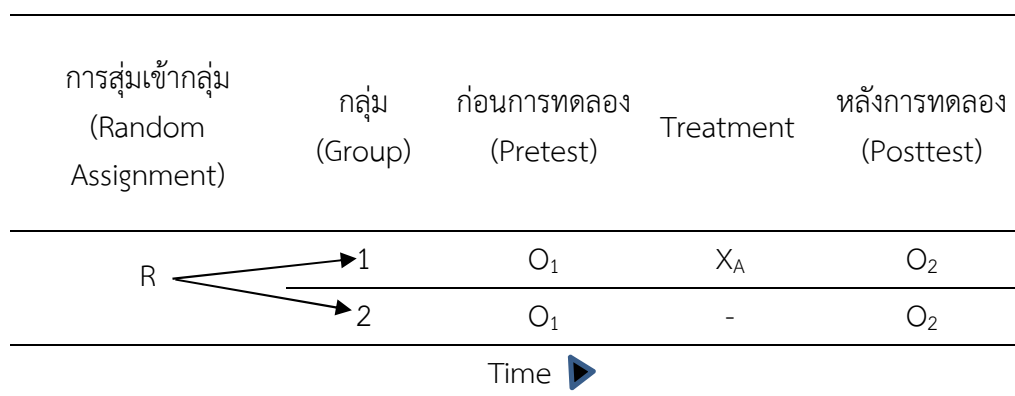 การสุ่มเข้ากลุ่ม
(Random
Assignment)
กลุ่ม
(Group)
ก่อนการทดลอง
(Pretest)
Treatment
หลังการทดลอง
(Posttest)
R
1 O₁ X_A O₂
2 O₁ - O₂
Time